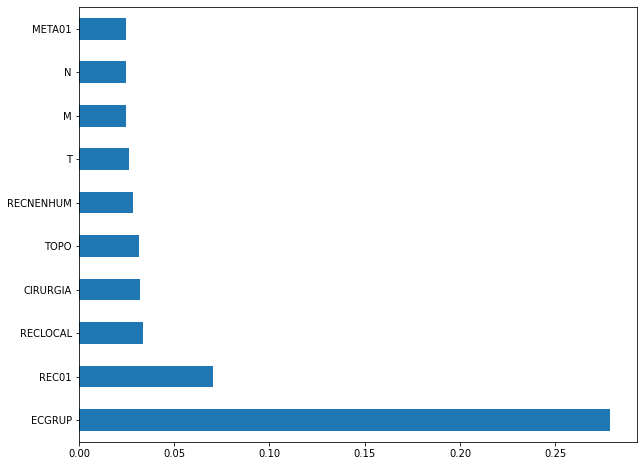 META01
N
M
T
RECNENHUM
TOPO
CIRURGIA
RECLOCAL
REC01
ECGRUP
0.00 0.05 0.10 0.15 0.20 0.25